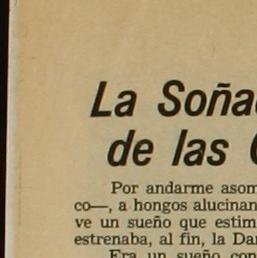 La Soña
de las
Por andarme asom
co—, a hongos alucinan
ve un sueño que estim
estrenaba, al fin, la Da
Era un sueño con